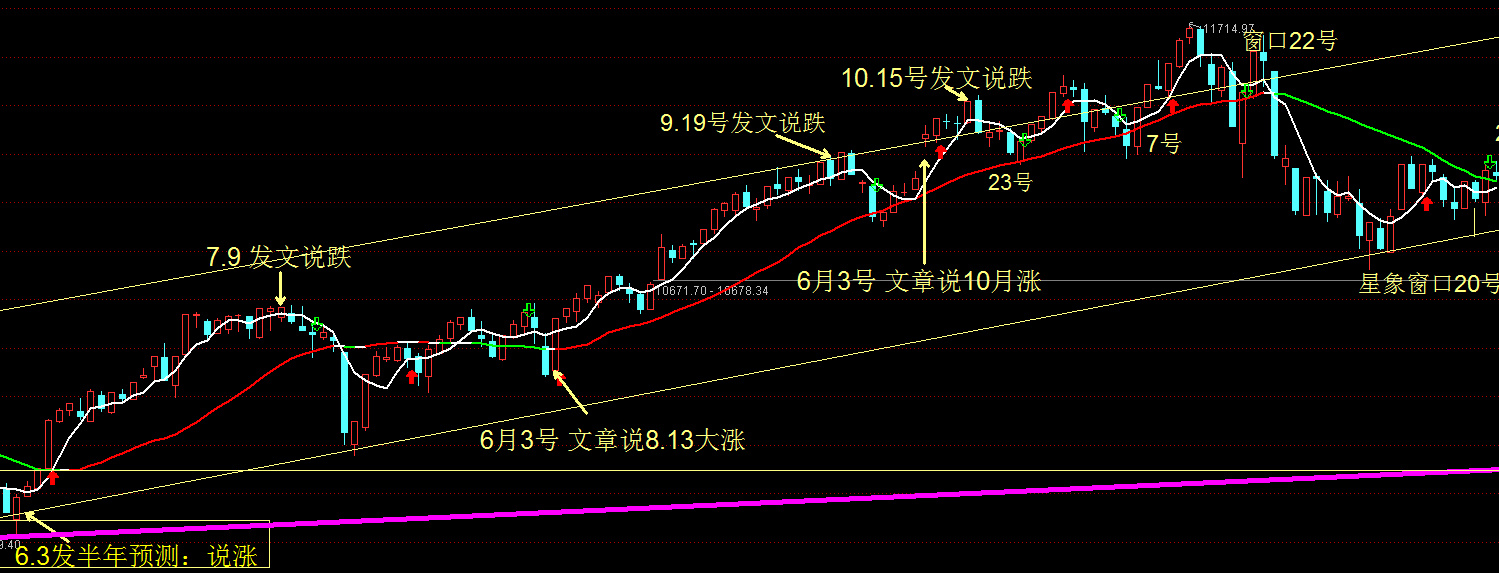 11714.97
窗口22号
10.15号发文说跌
9.19号发文说跌
7号
23号
7.9 发文说跌
6月3号 文章说10月涨
10671.70 - 10678.34
星象窗口20号
6月3号 文章说8.13大涨
9.40
6.3发半年预测：说涨